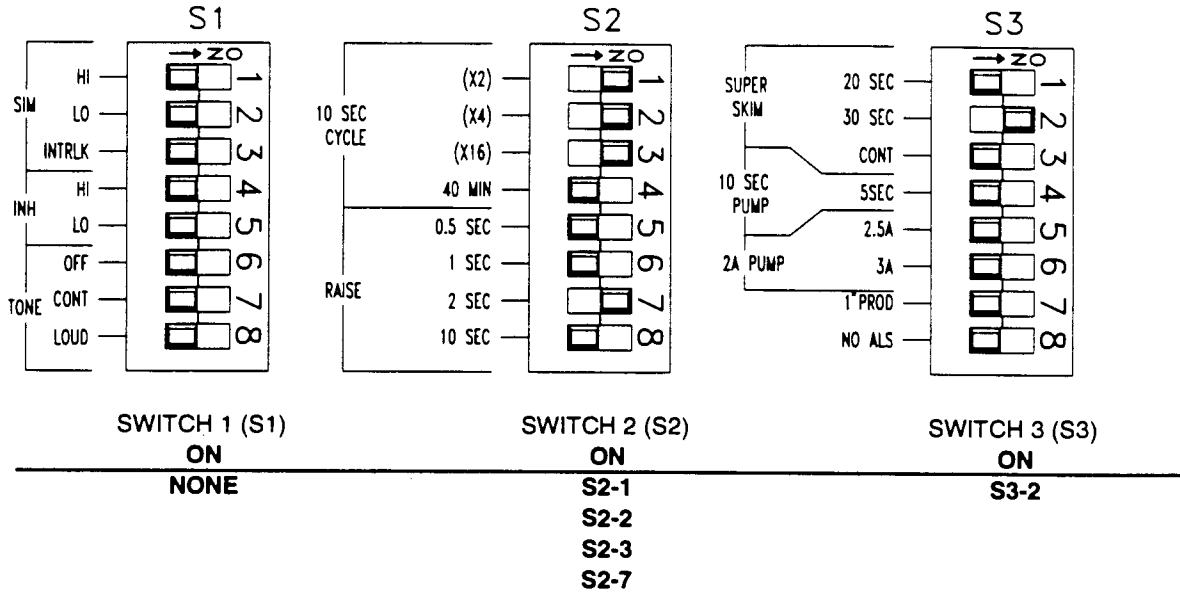 S1
SIM
HI
LO
INTRLK
INH
HI
LO
TONE
OFF
CONT
LOUD
→ ON
1
2
3
4
5
6
7
8
S2
10 SEC
CYCLE
(X2)
(X4)
(X16)
40 MIN
RAISE
0.5 SEC
1 SEC
2 SEC
10 SEC
→ ON
1
2
3
4
5
6
7
8
S3
SUPER
SKIM
20 SEC
30 SEC
CONT
10 SEC
PUMP
5SEC
2A PUMP
2.5A
3A
1"PROD
NO ALS
→ ON
1
2
3
4
5
6
7
8
SWITCH 1 (S1)
ON
NONE
SWITCH 2 (S2)
ON
S2-1
S2-2
S2-3
S2-7
SWITCH 3 (S3)
ON
S3-2